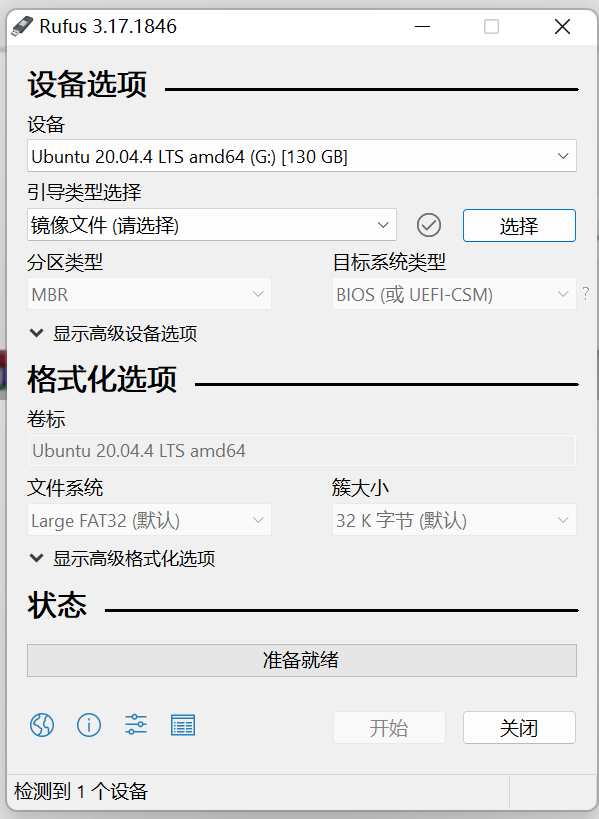 Rufus 3.17.1846
设备选项
设备
Ubuntu 20.04.4 LTS amd64 (G:) [130 GB]
引导类型选择
镜像文件 (请选择)
选择
分区类型
目标系统类型
MBR
BIOS (或 UEFI-CSM)
?
显示高级设备选项
格式化选项
卷标
Ubuntu 20.04.4 LTS amd64
文件系统
簇大小
Large FAT32 (默认)
32 K 字节 (默认)
显示高级格式化选项
状态
准备就绪
开始
关闭
检测到 1 个设备